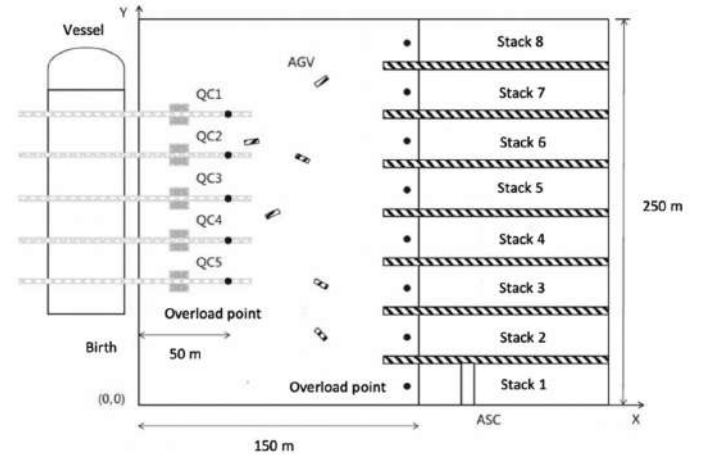 Y
Vessel
Stack 8
AGV
QC1
Stack 7
QC2
Stack 6
QC3
Stack 5
250 m
QC4
Stack 4
QC5
Stack 3
Overload point
Stack 2
Birth
50 m
Overload point
Stack 1
(0,0)
ASC
X
150 m